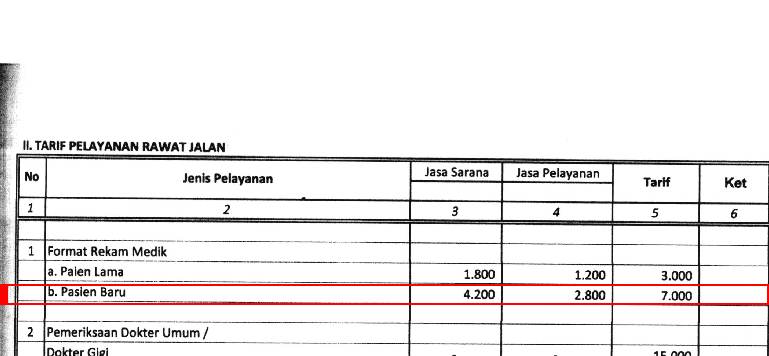 II. TARIF PELAYANAN RAWAT JALAN
No Jenis Pelayanan Jasa Sarana Jasa Pelayanan Tarif Ket
1 2 3 4 5 6
1 Format Rekam Medik
a. Paien Lama 1.800 1.200 3.000
b. Pasien Baru 4.200 2.800 7.000
2 Pemeriksaan Dokter Umum /
Dokter Gigi 15.000